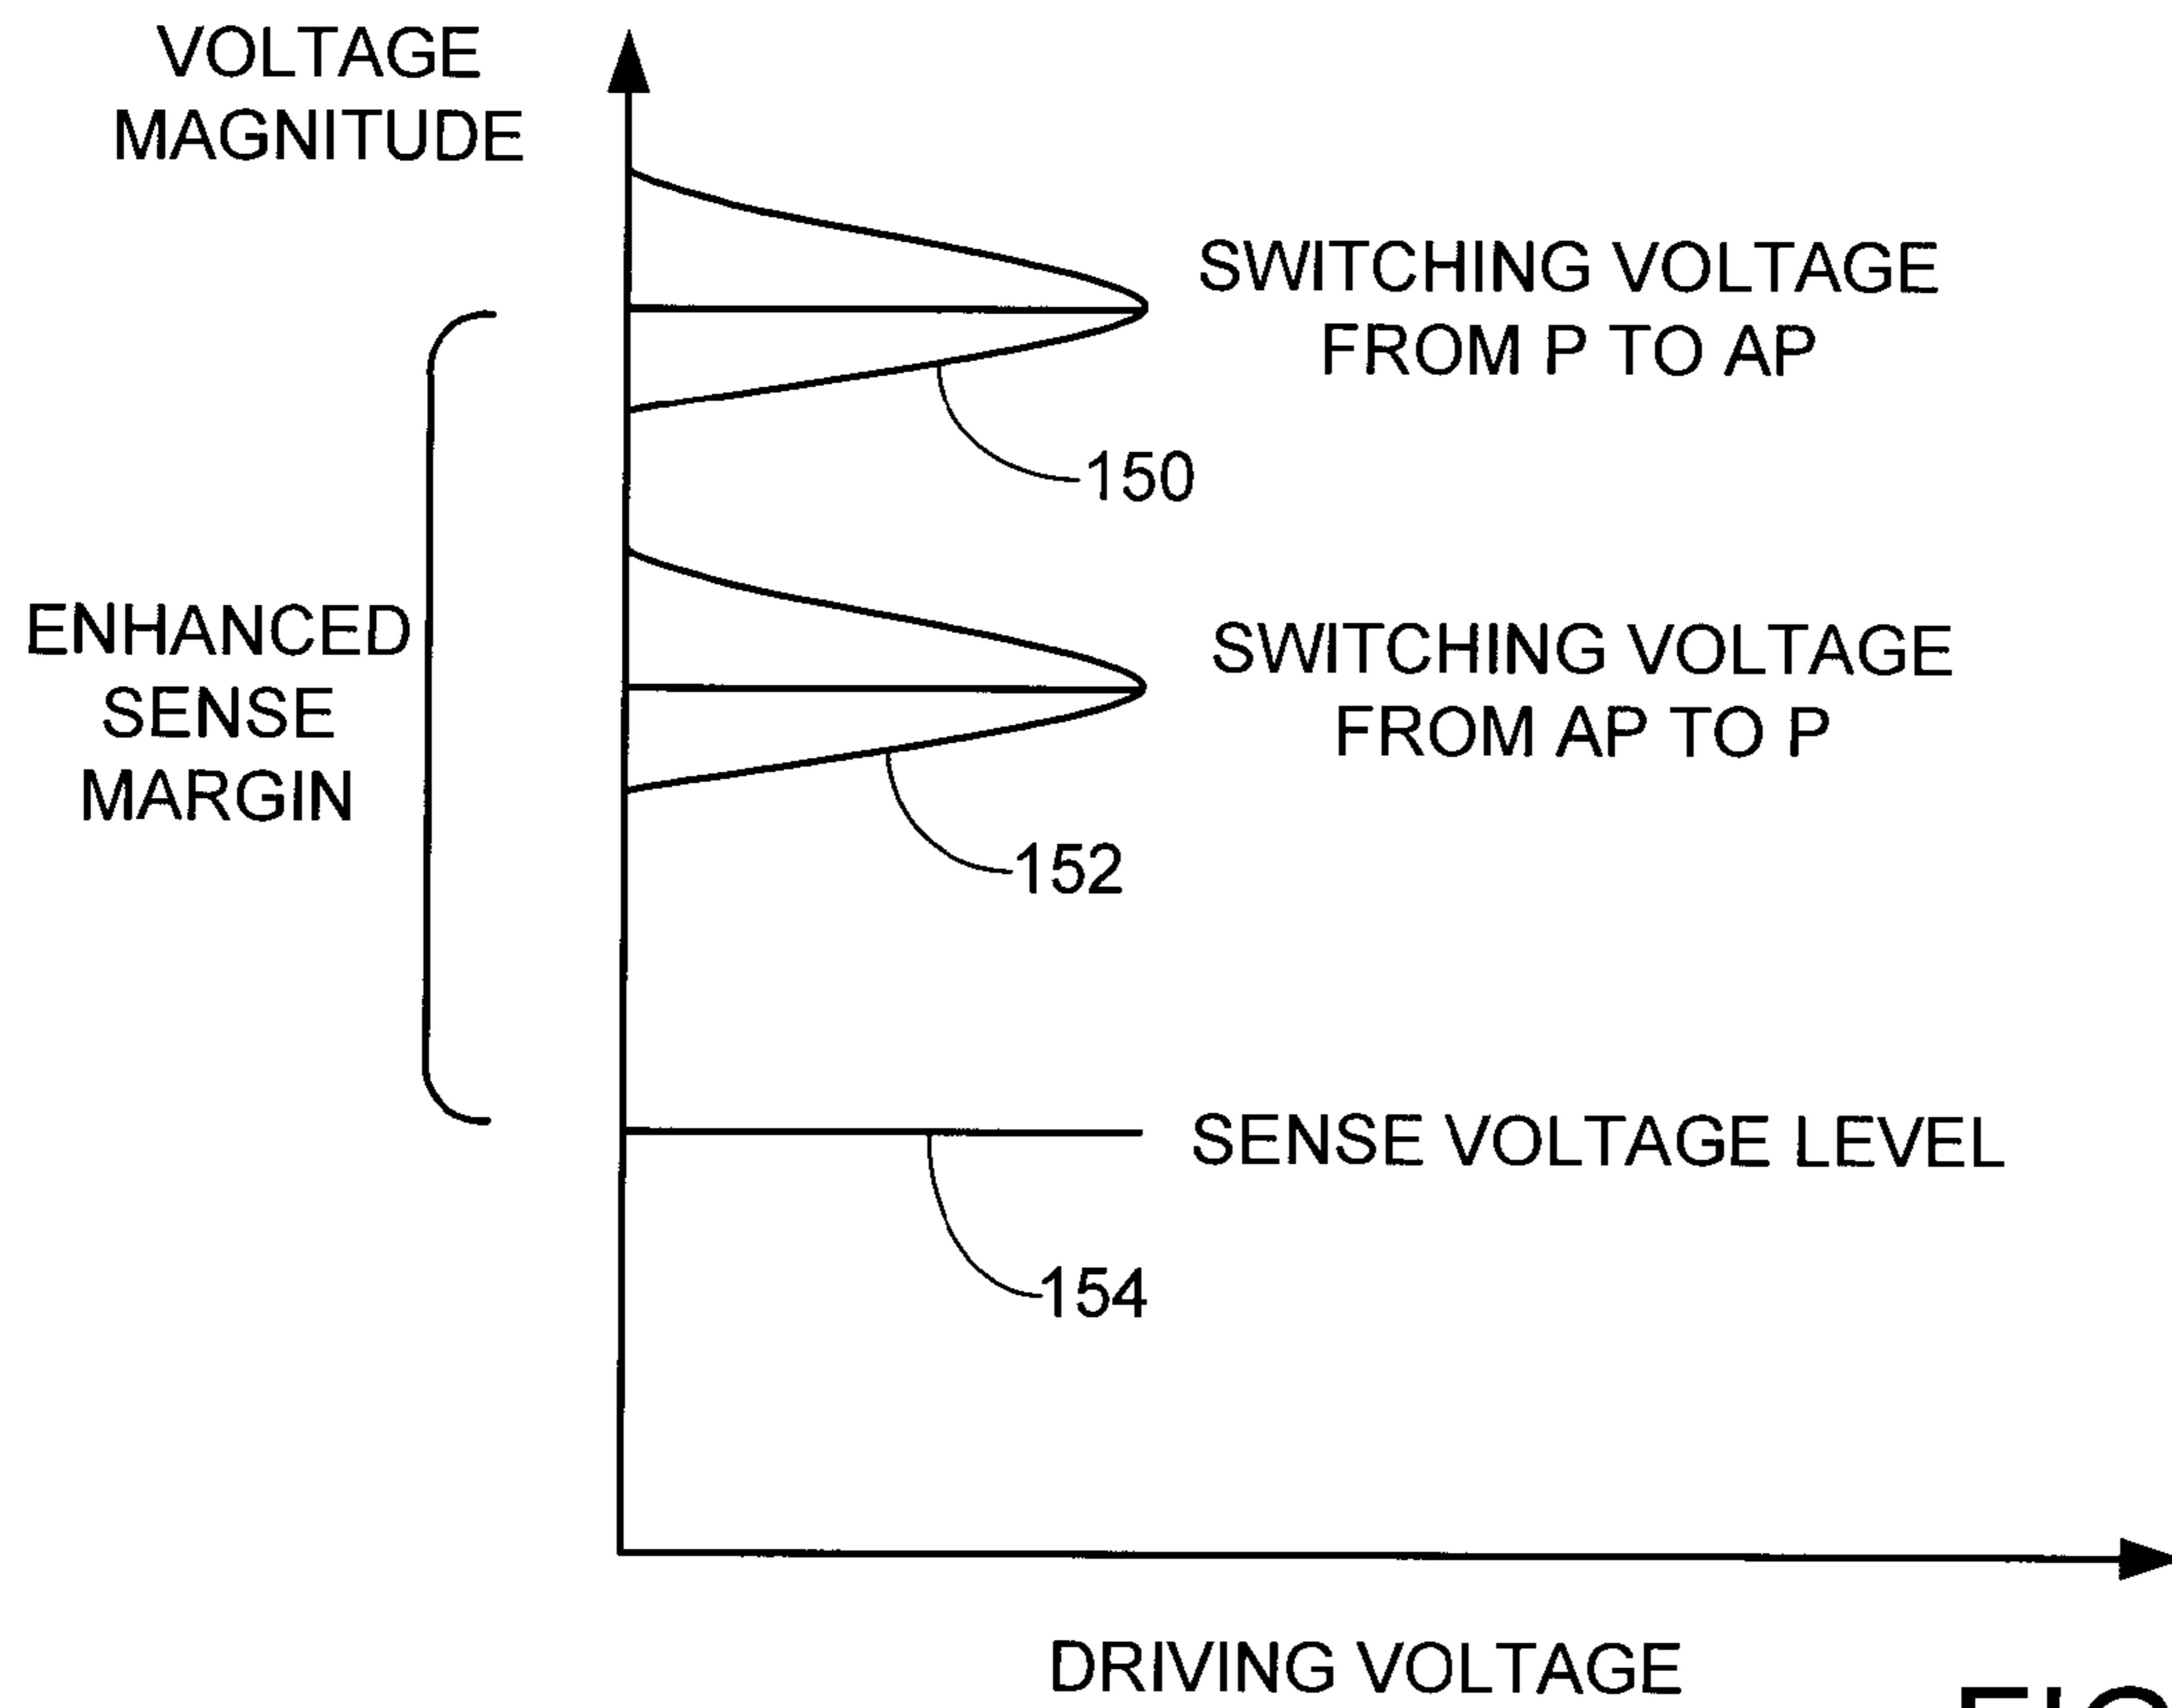 VOLTAGE
MAGNITUDE
SWITCHING VOLTAGE
FROM P TO AP
150
ENHANCED
SENSE
MARGIN
SWITCHING VOLTAGE
FROM AP TO P
152
SENSE VOLTAGE LEVEL
154
DRIVING VOLTAGE